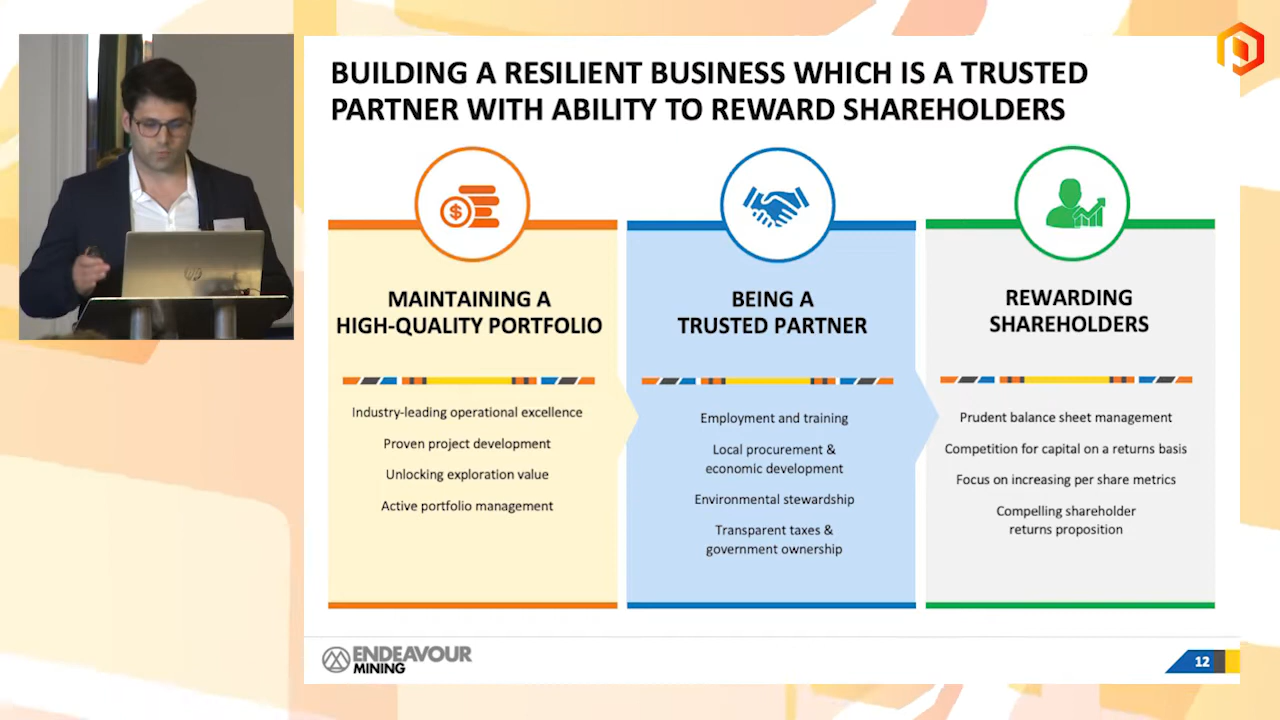 BUILDING A RESILIENT BUSINESS WHICH IS A TRUSTED
PARTNER WITH ABILITY TO REWARD SHAREHOLDERS
MAINTAINING A
HIGH-QUALITY PORTFOLIO
Industry-leading operational excellence
Proven project development
Unlocking exploration value
Active portfolio management
BEING A
TRUSTED PARTNER
Employment and training
Local procurement &
economic development
Environmental stewardship
Transparent taxes &
government ownership
REWARDING
SHAREHOLDERS
Prudent balance sheet management
Competition for capital on a returns basis
Focus on increasing per share metrics
Compelling shareholder
returns proposition
ENDEAVOUR
MINING
12